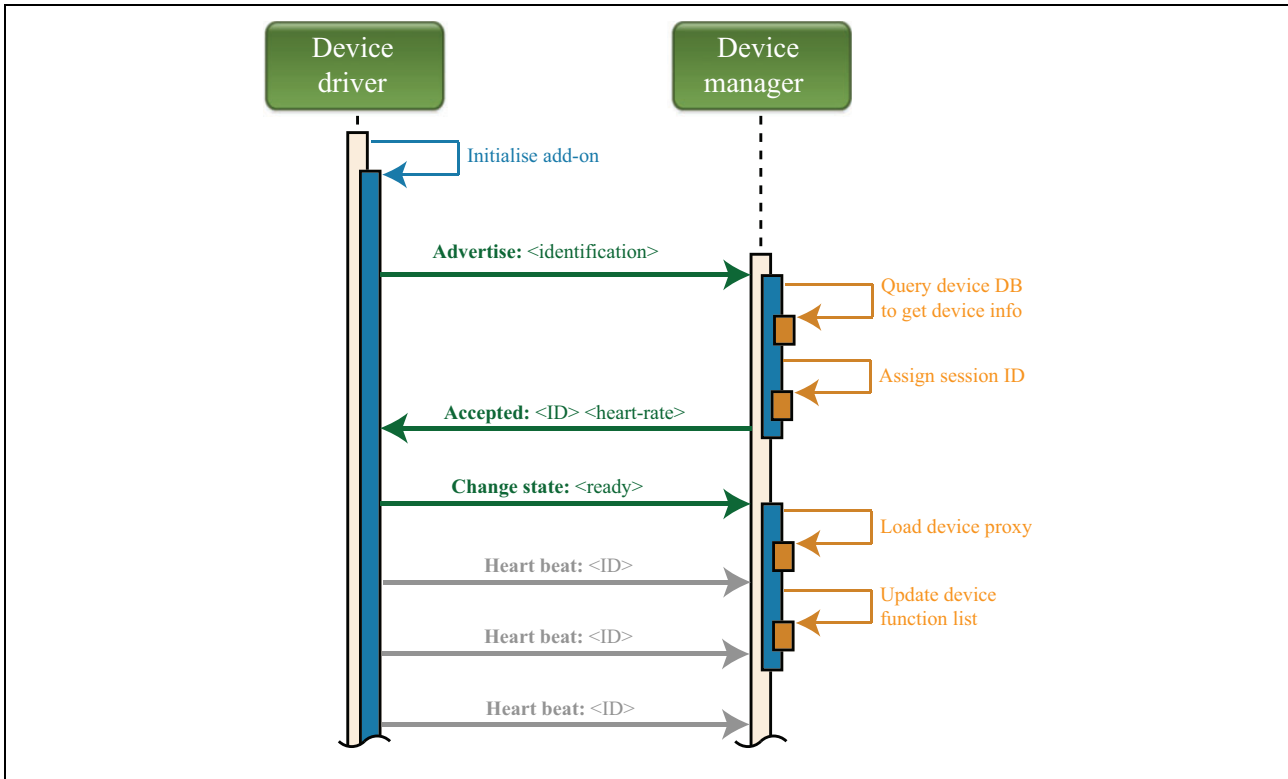 Device
driver
Device
manager
Initialise add-on
Advertise: <identification>
Query device DB
to get device info
Assign session ID
Accepted: <ID> <heart-rate>
Change state: <ready>
Load device proxy
Heart beat: <ID>
Update device
function list
Heart beat: <ID>
Heart beat: <ID>